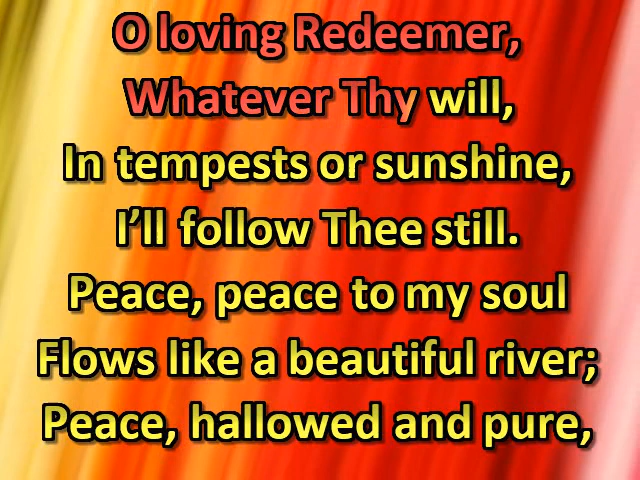 O loving Redeemer,
Whatever Thy will,
In tempests or sunshine,
I’ll follow Thee still.
Peace, peace to my soul
Flows like a beautiful river;
Peace, hallowed and pure,